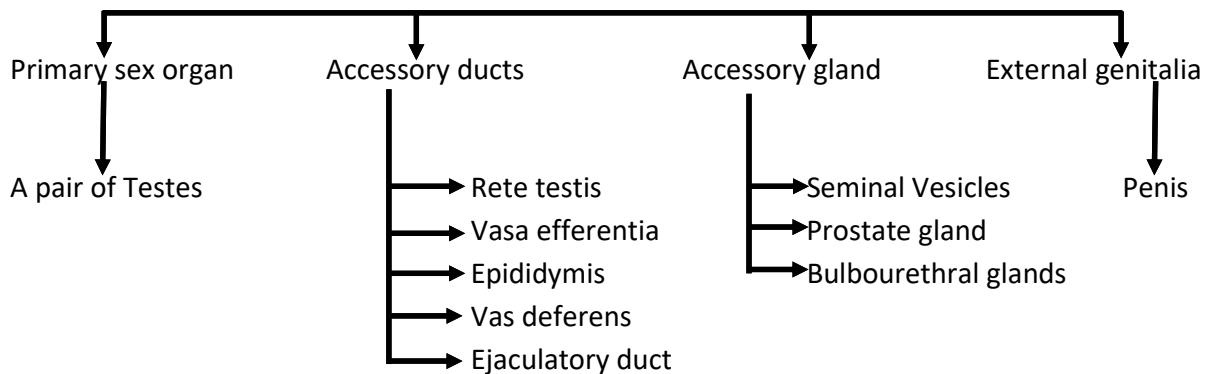 Primary sex organ Accessory ducts Accessory gland External genitalia
A pair of Testes Rete testis Seminal Vesicles Penis
Vasa efferentia Prostate gland
Epididymis Bulbourethral glands
Vas deferens
Ejaculatory duct